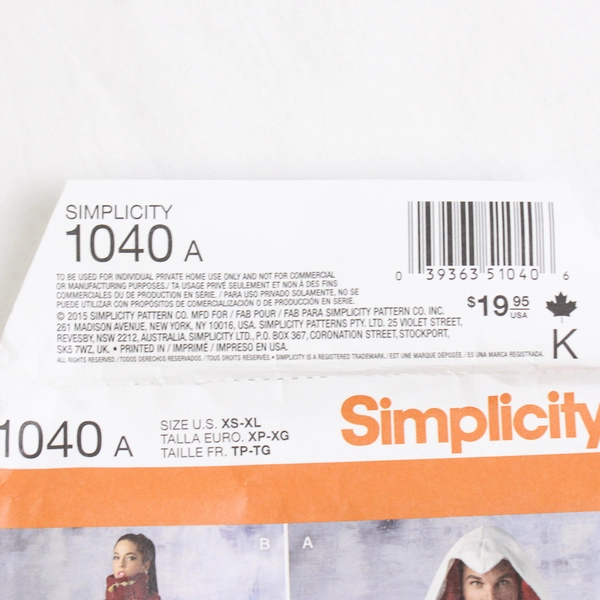 SIMPLICITY
1040 A
TO BE USED FOR INDIVIDUAL PRIVATE HOME USE ONLY AND NOT FOR COMMERCIAL
OR MANUFACTURING PURPOSES./ TA USAGE PRIVÉ SEULEMENT ET NON À DES FINS
COMMERCIALES OU DE PRODUCTION EN SÉRIE. / PARA USO PRIVADO SOLAMENTE. NO SE
PUEDE UTILIZAR CON PROPÓSITOS DE COMERCIALIZACIÓN O DE PRODUCCIÓN EN SERIE.
© 2015 SIMPLICITY PATTERN CO. MFD FOR / FAB POUR / FAB PARA SIMPLICITY PATTERN CO. INC.
261 MADISON AVENUE, NEW YORK, NY 10016, USA. SIMPLICITY PATTERNS PTY. LTD. 25 VIOLET STREET,
REVESBY, NSW 2212, AUSTRALIA. SIMPLICITY LTD., P.O. BOX 367, CORONATION STREET, STOCKPORT,
SK5 7WZ, UK. • PRINTED IN / IMPRIMÉ / IMPRESO EN USA.
ALL RIGHTS RESERVED./TODOS DERECHOS RESERVADOS./TOUS DROITS RÉSERVÉS. • SIMPLICITY IS A REGISTERED TRADEMARK./ EST UNE MARQUE DÉPOSÉE./ ES UNA MARCA REGISTRADA.
0 39363 51040 6
$19.95
USA
K
1040 A
SIZE U.S. XS-XL
TALLA EURO. XP-XG
TAILLE FR. TP-TG
Simplicity
B A